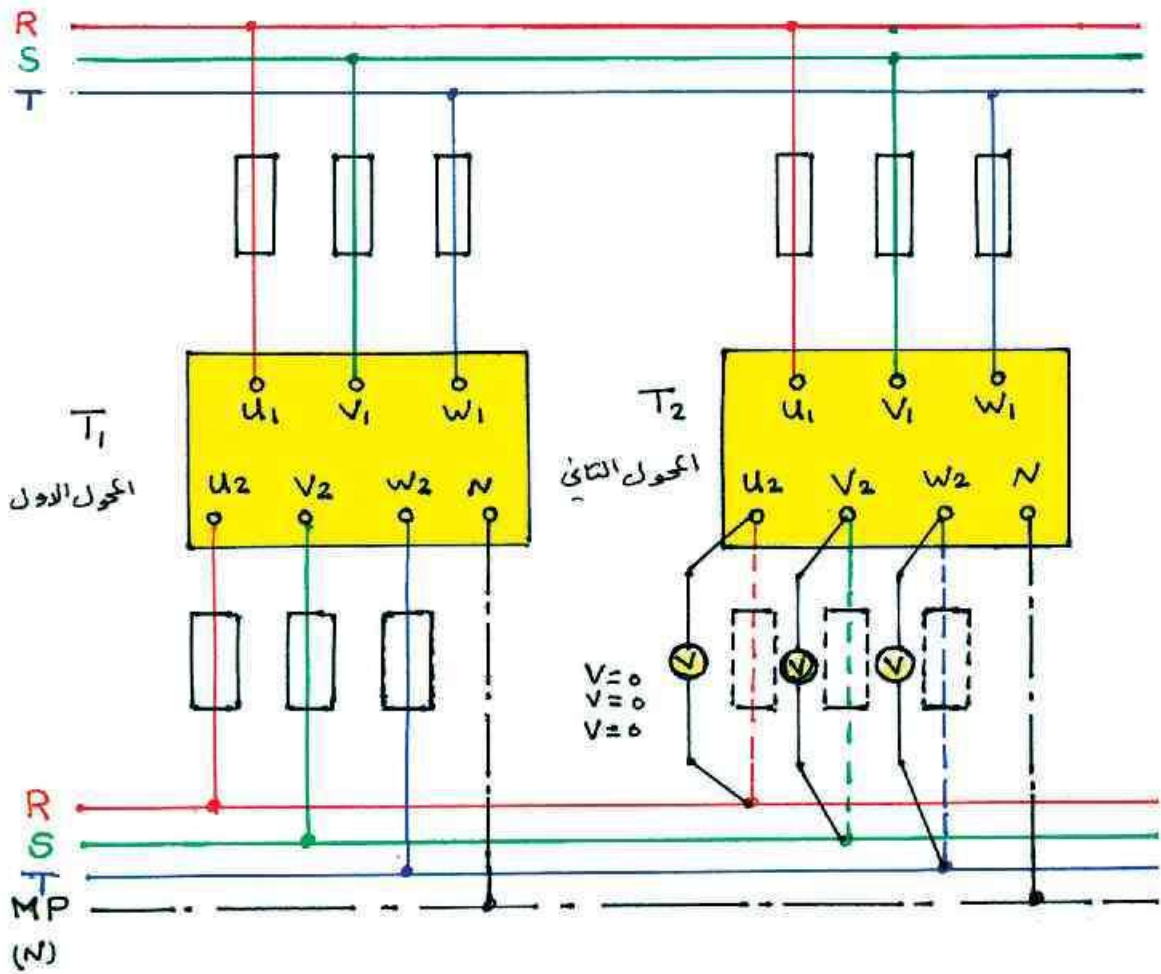 R
S
T
U1 V1 W1
U1 V1 W1
T1
المحول الاول
T2
المحول الثاني
U2 V2 W2 N
U2 V2 W2 N
V V V
V=0
V=0
V=0
R
S
T
MP
(N)